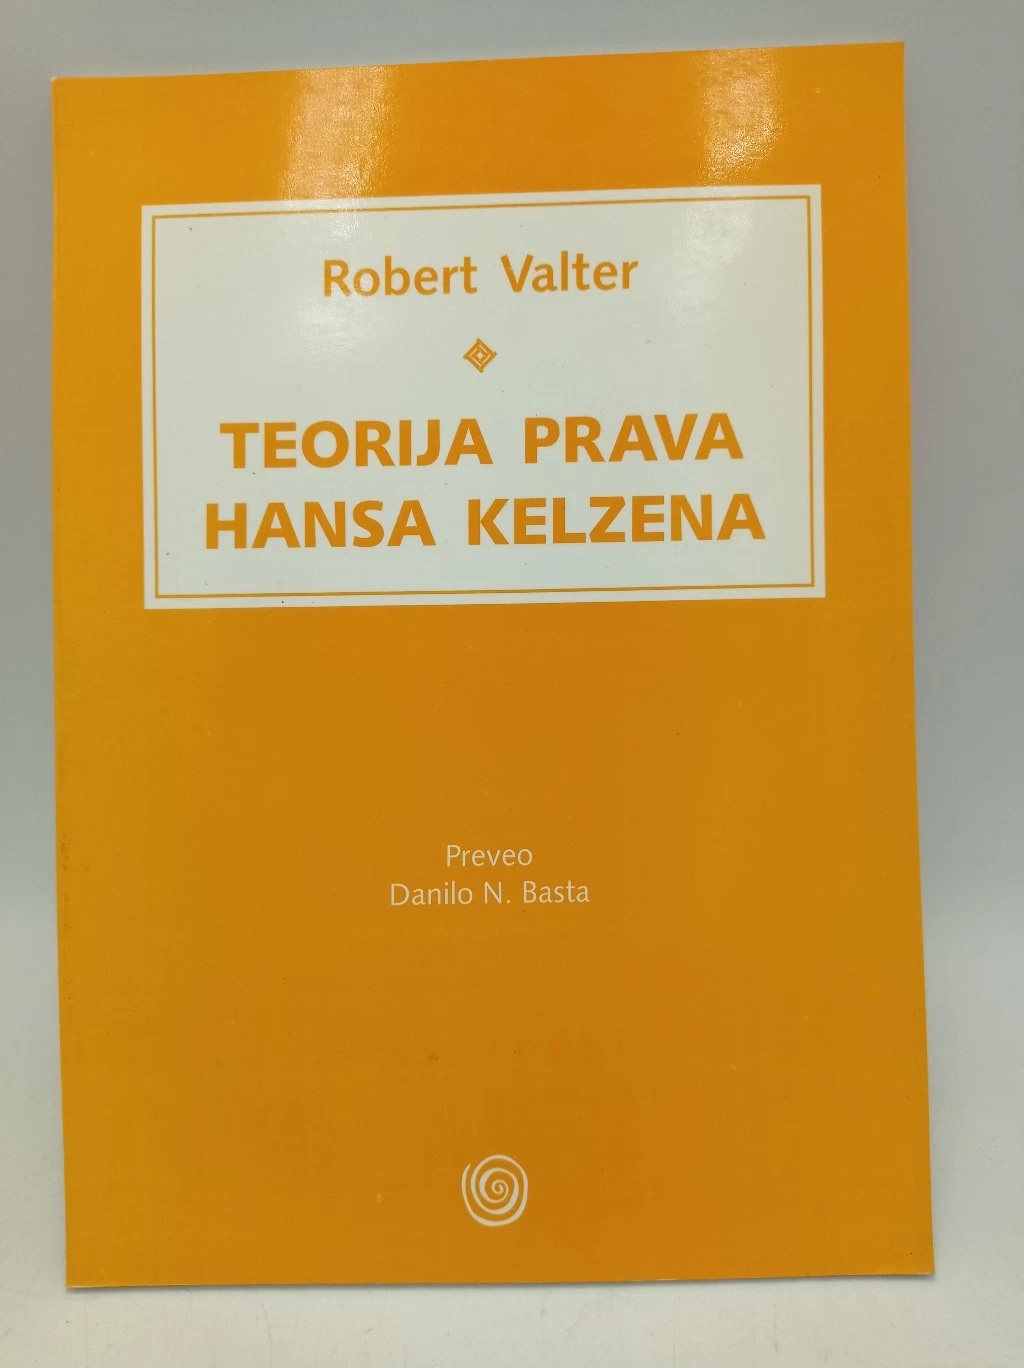 Robert Valter
TEORIJA PRAVA
HANSA KELZENA
Preveo
Danilo N. Basta